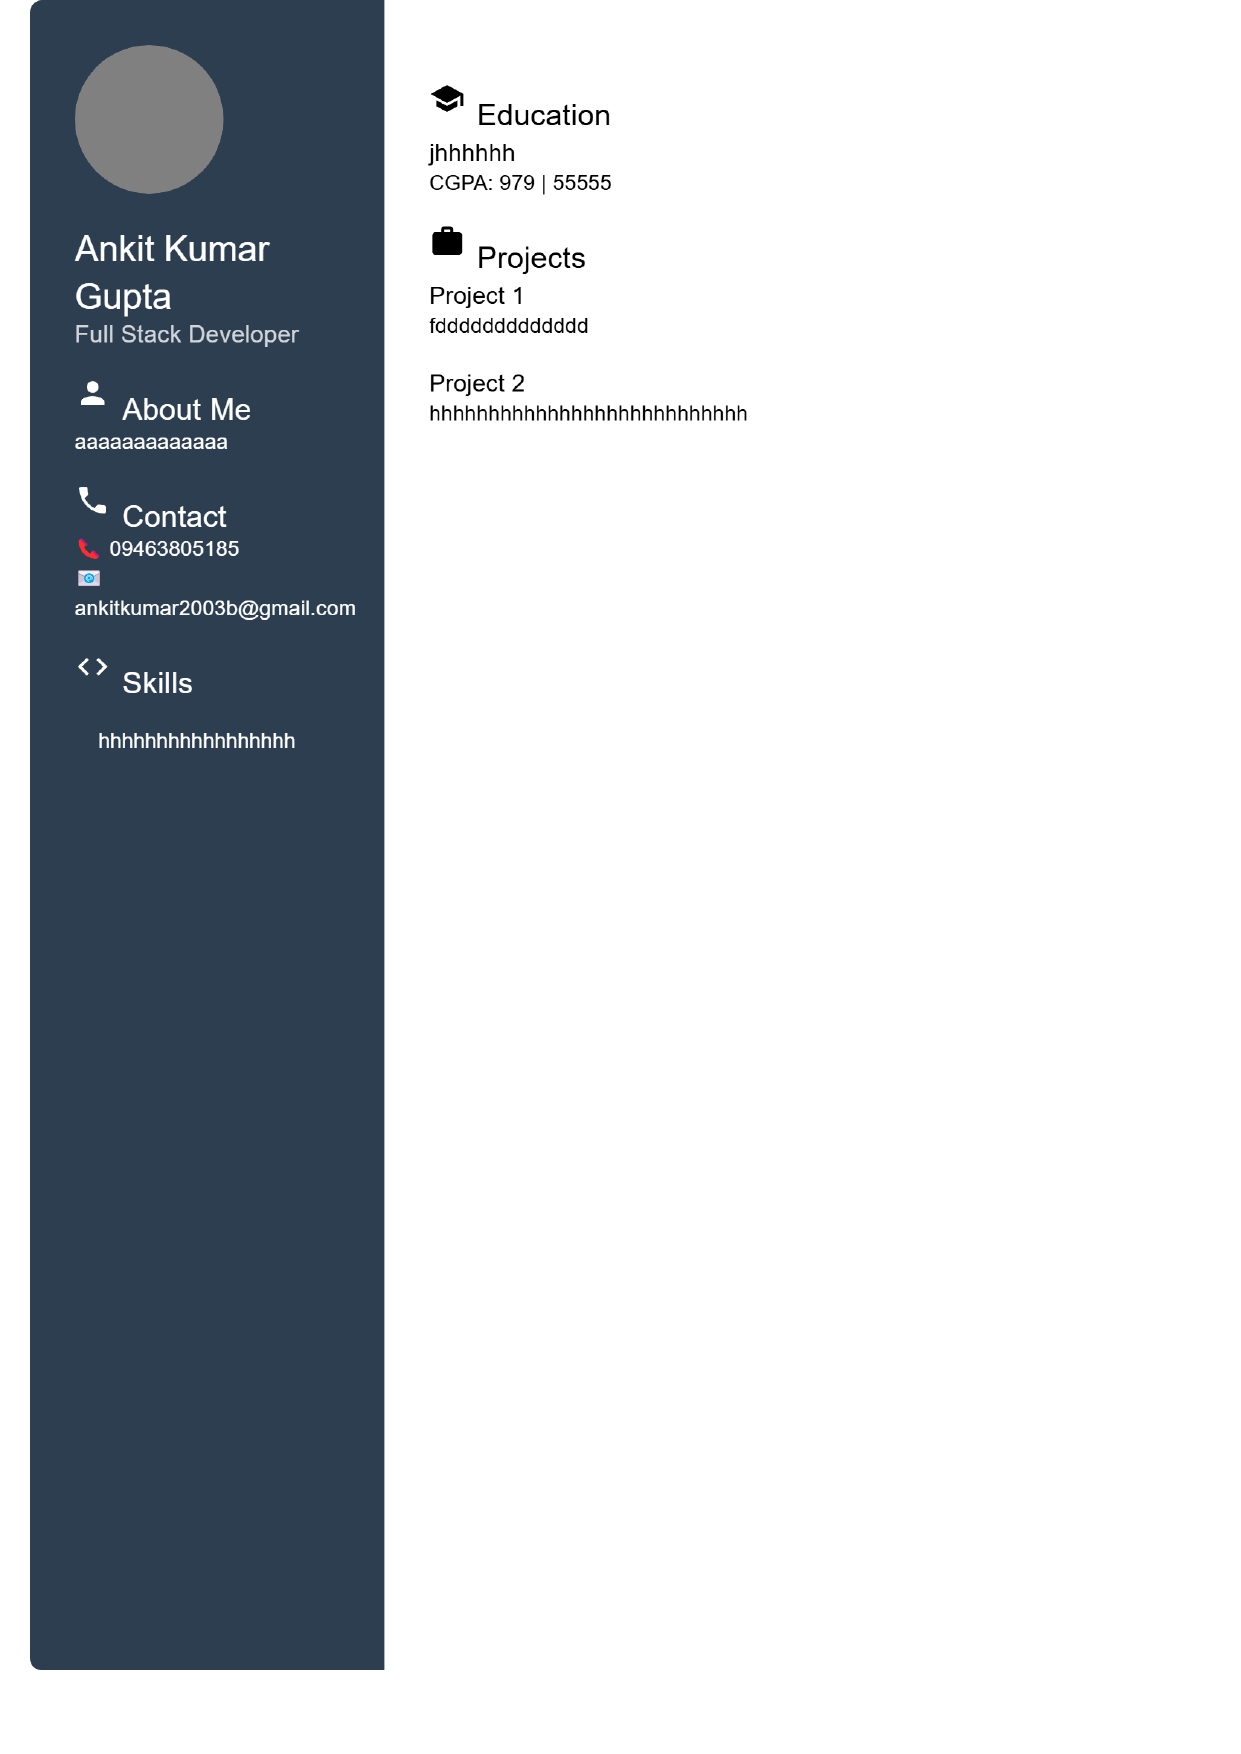 Ankit Kumar
Gupta
Full Stack Developer
About Me
aaaaaaaaaaaaa
Contact
09463805185
ankitkumar2003b@gmail.com
Skills
hhhhhhhhhhhhhhhhh
Education
jhhhhhh
CGPA: 979 | 55555
Projects
Project 1
fddddddddddddd
Project 2
hhhhhhhhhhhhhhhhhhhhhhhhhhh